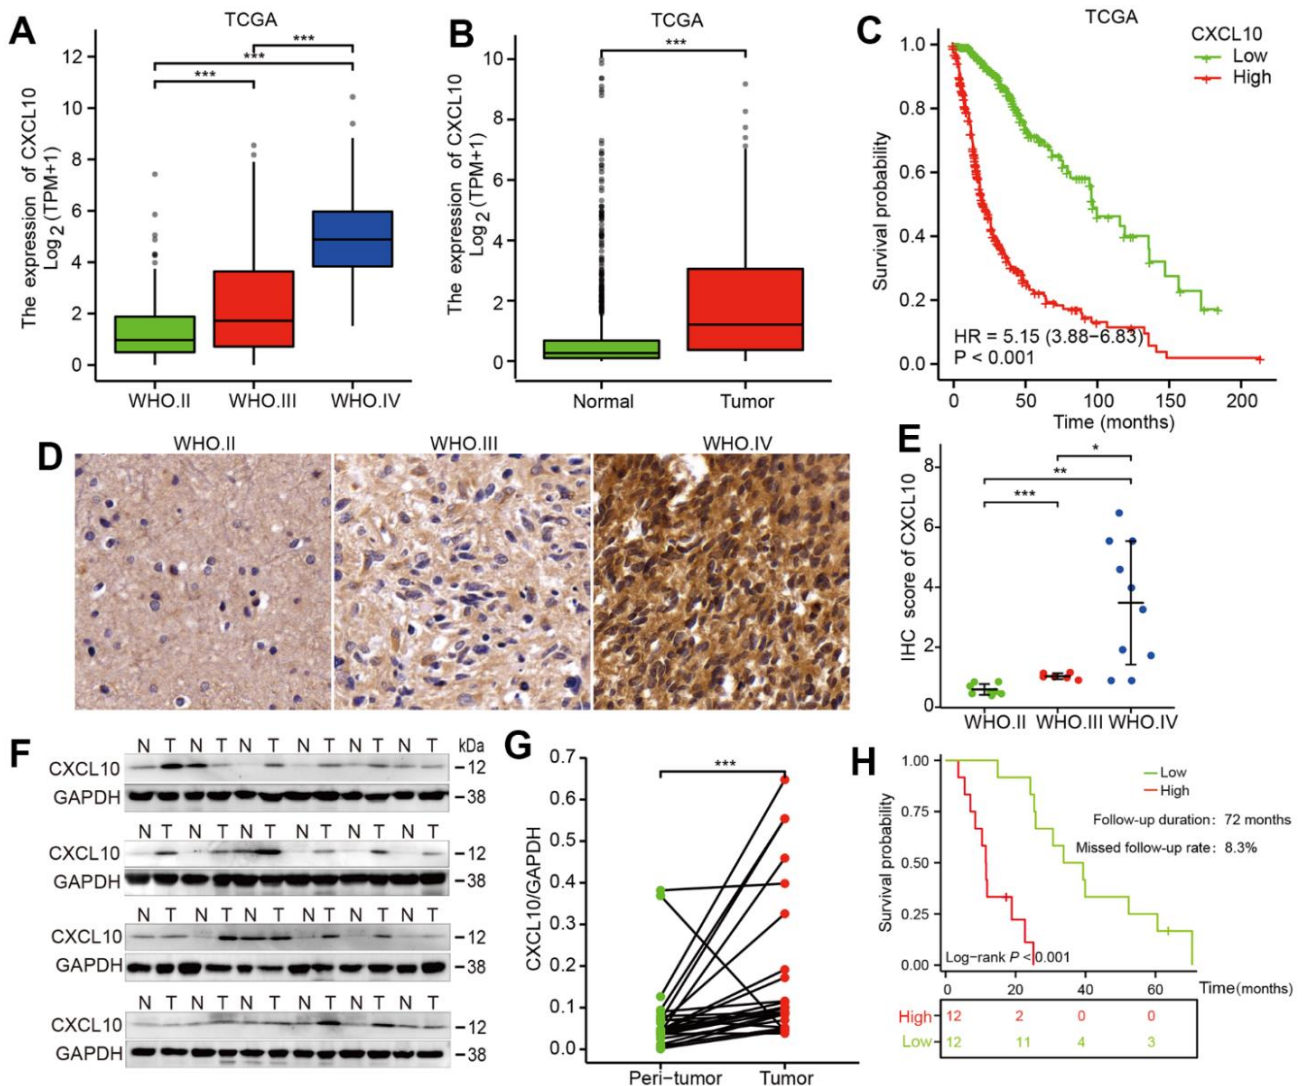 A
TCGA
The expression of CXCL10
Log2 (TPM+1)
12
10
8
6
4
2
0
***
***
***
WHO.II WHO.III WHO.IV
B
TCGA
The expression of CXCL10
Log2 (TPM+1)
10
8
6
4
2
0
***
Normal Tumor
C
TCGA
CXCL10
Low
High
Survival probability
1.0
0.8
0.6
0.4
0.2
0.0
HR = 5.15 (3.88−6.83)
P < 0.001
0 50 100 150 200
Time (months)
D
WHO.II WHO.III WHO.IV
E
IHC score of CXCL10
8
6
4
2
0
*
**
***
WHO.II WHO.III WHO.IV
F
N T N T N T N T N T N T kDa
CXCL10 12
GAPDH 38
N T N T N T N T N T N T
CXCL10 12
GAPDH 38
N T N T N T N T N T N T
CXCL10 12
GAPDH 38
N T N T N T N T N T N T
CXCL10 12
GAPDH 38
G
CXCL10/GAPDH
0.7
0.6
0.5
0.4
0.3
0.2
0.1
0.0
***
Peri−tumor Tumor
H
Survival probability
1.00
0.75
0.50
0.25
0.00
Low
High
Follow-up duration: 72 months
Missed follow-up rate: 8.3%
Log−rank P < 0.001
0 20 40 60 Time(months)
High 12 2 0 0
Low 12 11 4 3